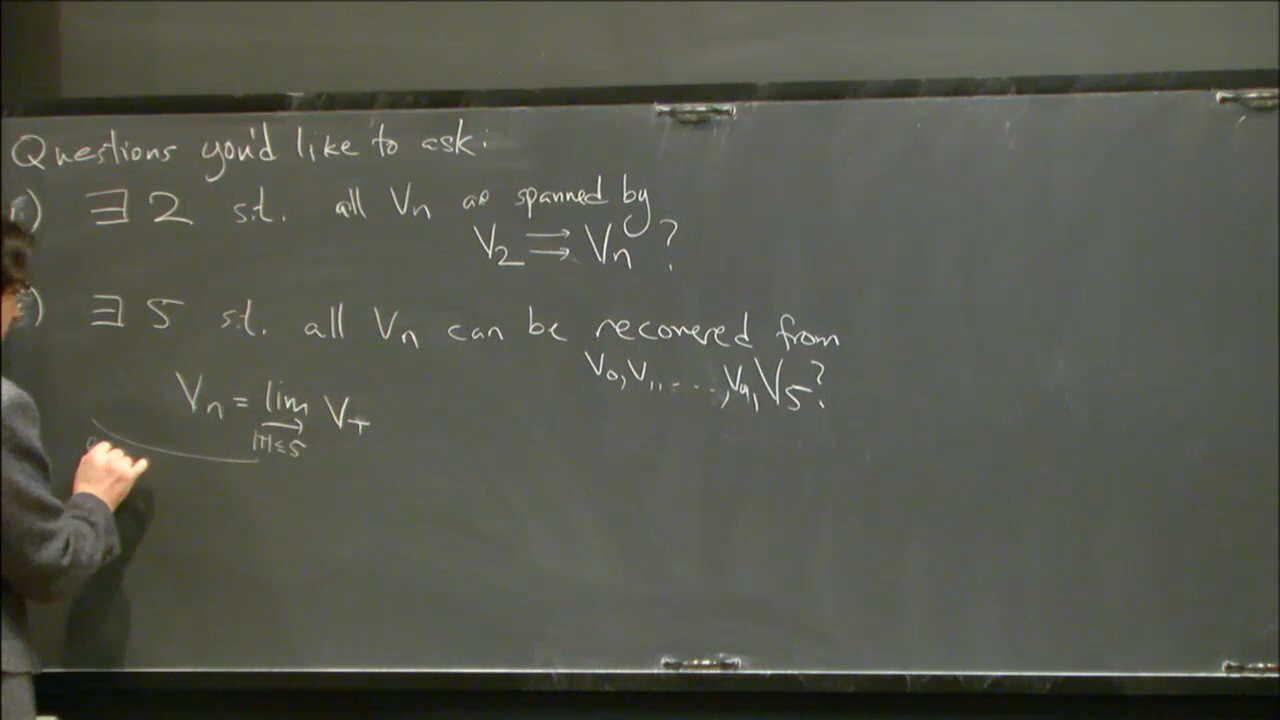 Questions you'd like to ask:
) ∃ 2 s.t. all Vn are spanned by
V2 ⇉ Vn ?
) ∃ 5 s.t. all Vn can be recovered from
V0, V1, ..., V4, V5?
Vn = lim VT
→
|T|≤5